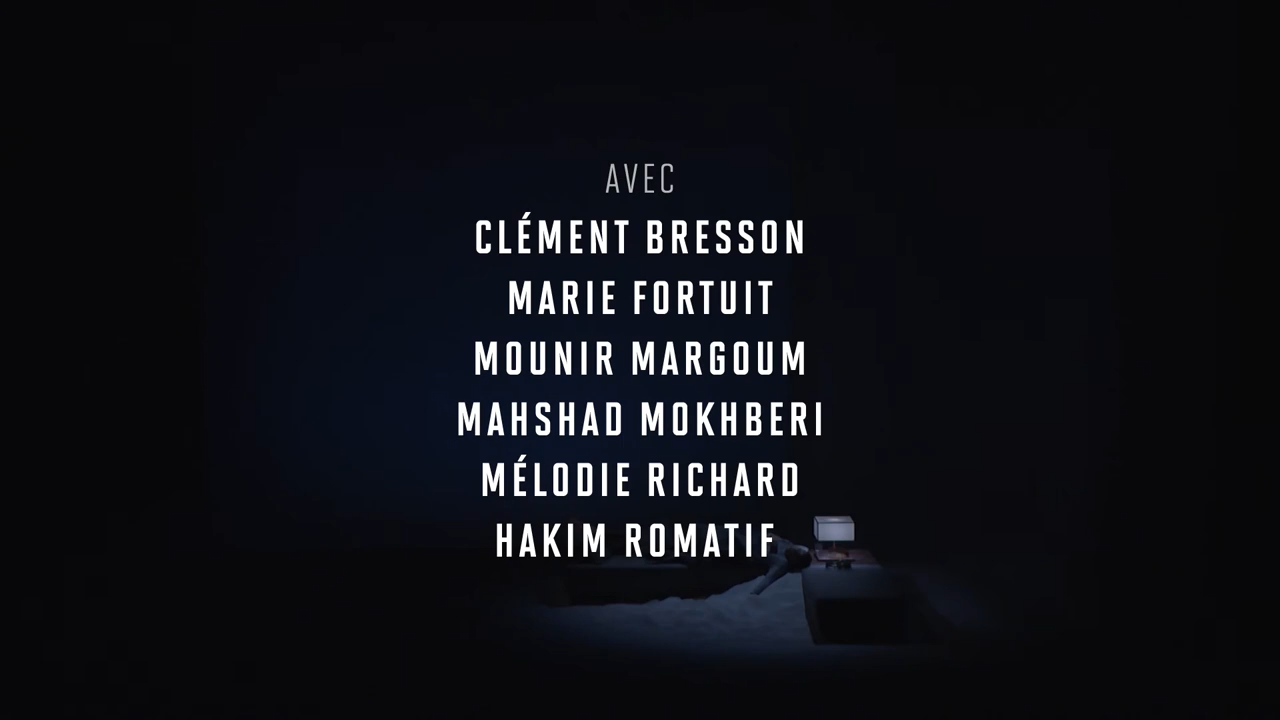 AVEC
CLÉMENT BRESSON
MARIE FORTUIT
MOUNIR MARGOUM
MAHSHAD MOKHBERI
MÉLODIE RICHARD
HAKIM ROMATIF